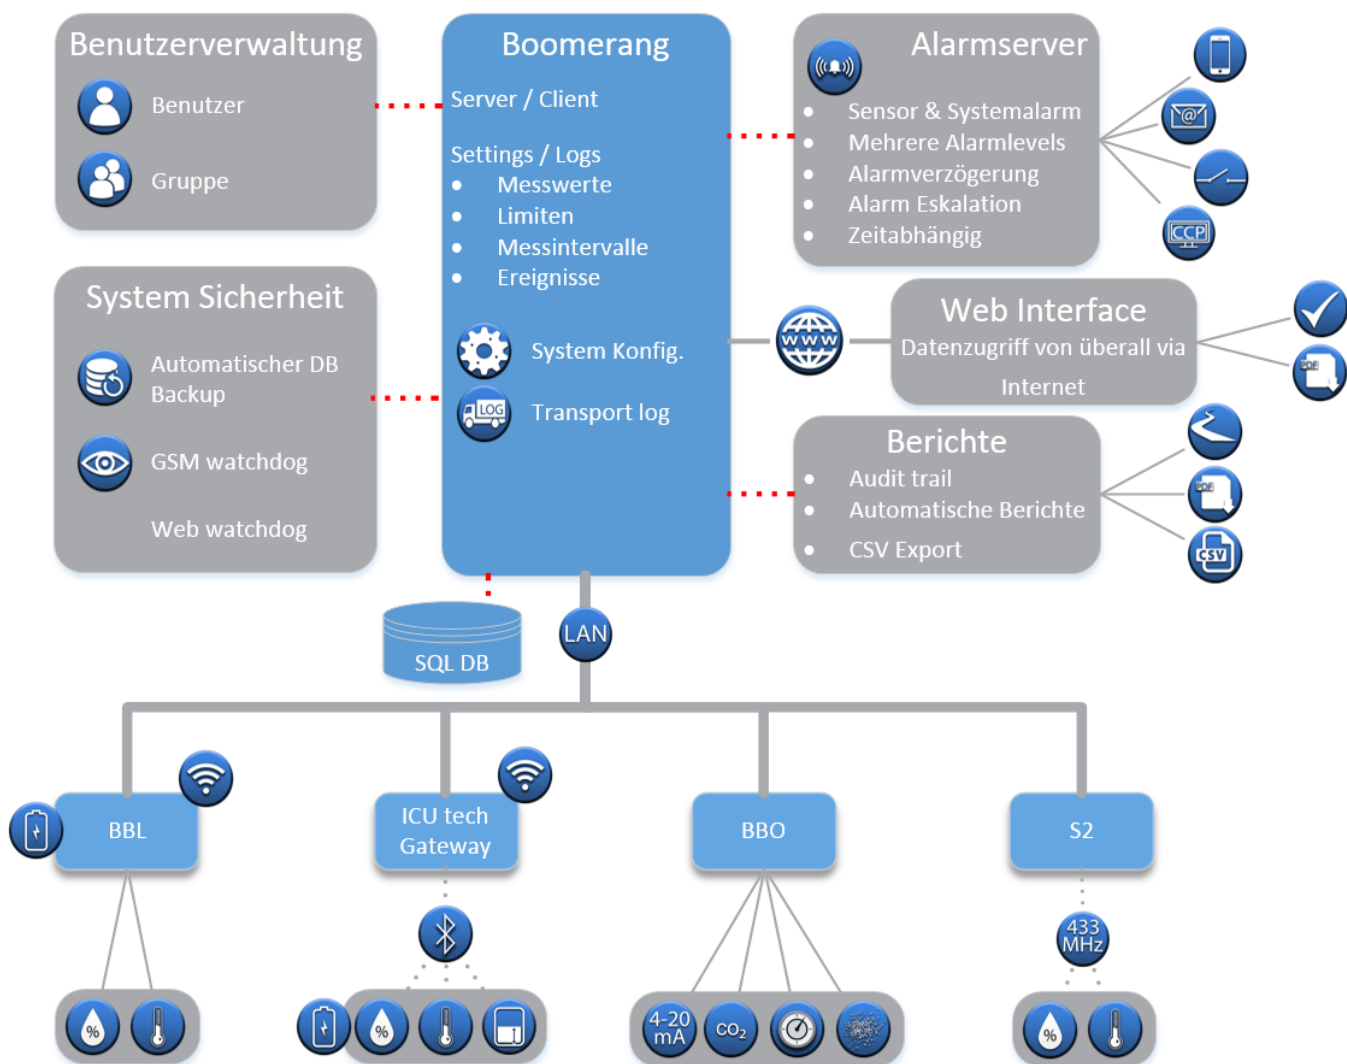 Benutzerverwaltung
Benutzer
Gruppe
System Sicherheit
Automatischer DB
Backup
GSM watchdog
Web watchdog
Boomerang
Server / Client
Settings / Logs
• Messwerte
• Limiten
• Messintervalle
• Ereignisse
System Konfig.
LOG
Transport log
Alarmserver
• Sensor & Systemalarm
• Mehrere Alarmlevels
• Alarmverzögerung
• Alarm Eskalation
• Zeitabhängig
@
CCP
www
Web Interface
Datenzugriff von überall via
Internet
PDF
Berichte
• Audit trail
• Automatische Berichte
• CSV Export
PDF
CSV
SQL DB
LAN
BBL
ICU tech
Gateway
BBO
S2
433
MHz
%
%
4-20
mA
CO₂
%